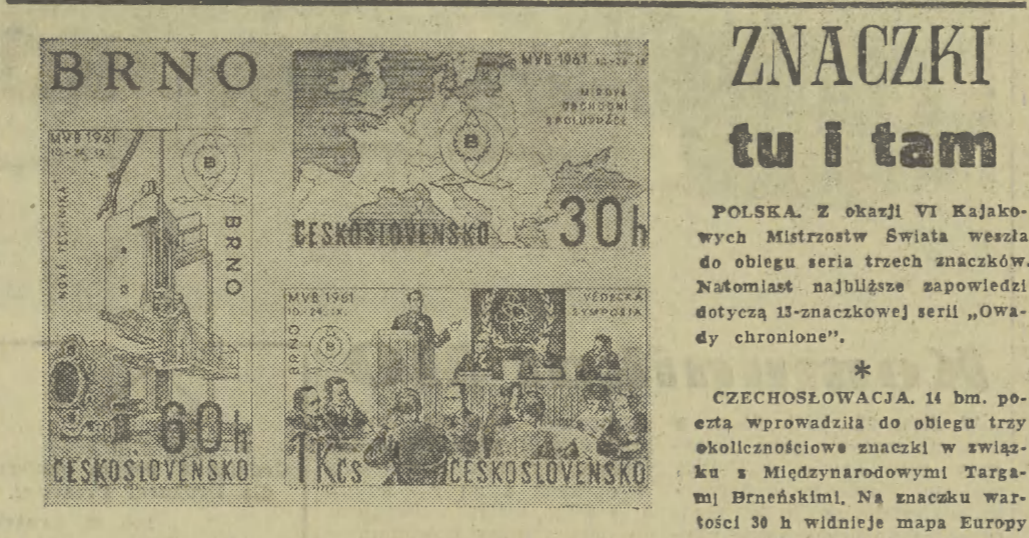 BRNO
MVB 1961
10.-24. IX.
NOVÁ TECHNIKA
B
BRNO
60h
ČESKOSLOVENSKO
MVB 1961
MÍROVÁ
OBCHODNÍ
SPOLUPRÁCE
B
ČESKOSLOVENSKO 30h
MVB 1961
10.-24. IX.
BRNO
B
VĚDECKÁ
SYMPOSIA
1Kčs ČESKOSLOVENSKO
ZNACZKI
tu i tam
POLSKA. Z okazji VI Kajako-
wych Mistrzostw Świata weszła
do obiegu seria trzech znaczków.
Natomiast najbliższe zapowiedzi
dotyczą 13-znaczkowej serii „Owa-
dy chronione".
*
CZECHOSŁOWACJA. 14 bm. po-
czta wprowadziła do obiegu trzy
okolicznościowe znaczki w związ-
ku z Międzynarodowymi Targa-
mi Brneńskimi. Na znaczku war-
tości 30 h widnieje mapa Europy